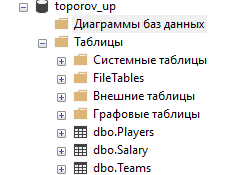 toporov_up
Диаграммы баз данных
Таблицы
Системные таблицы
FileTables
Внешние таблицы
Графовые таблицы
dbo.Players
dbo.Salary
dbo.Teams